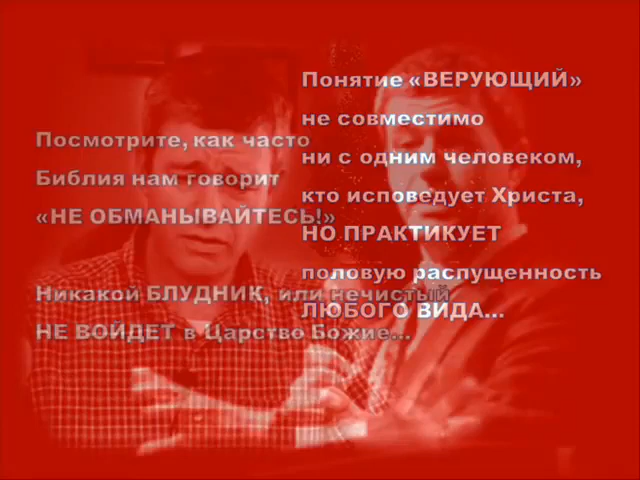 Понятие «ВЕРУЮЩИЙ»
не совместимо
ни с одним человеком,
кто исповедует Христа,
НО ПРАКТИКУЕТ
половую распущенность
ЛЮБОГО ВИДА...
Посмотрите, как часто
Библия нам говорит
«НЕ ОБМАНЫВАЙТЕСЬ!»
Никакой БЛУДНИК, или нечистый
НЕ ВОЙДЕТ в Царство Божие...